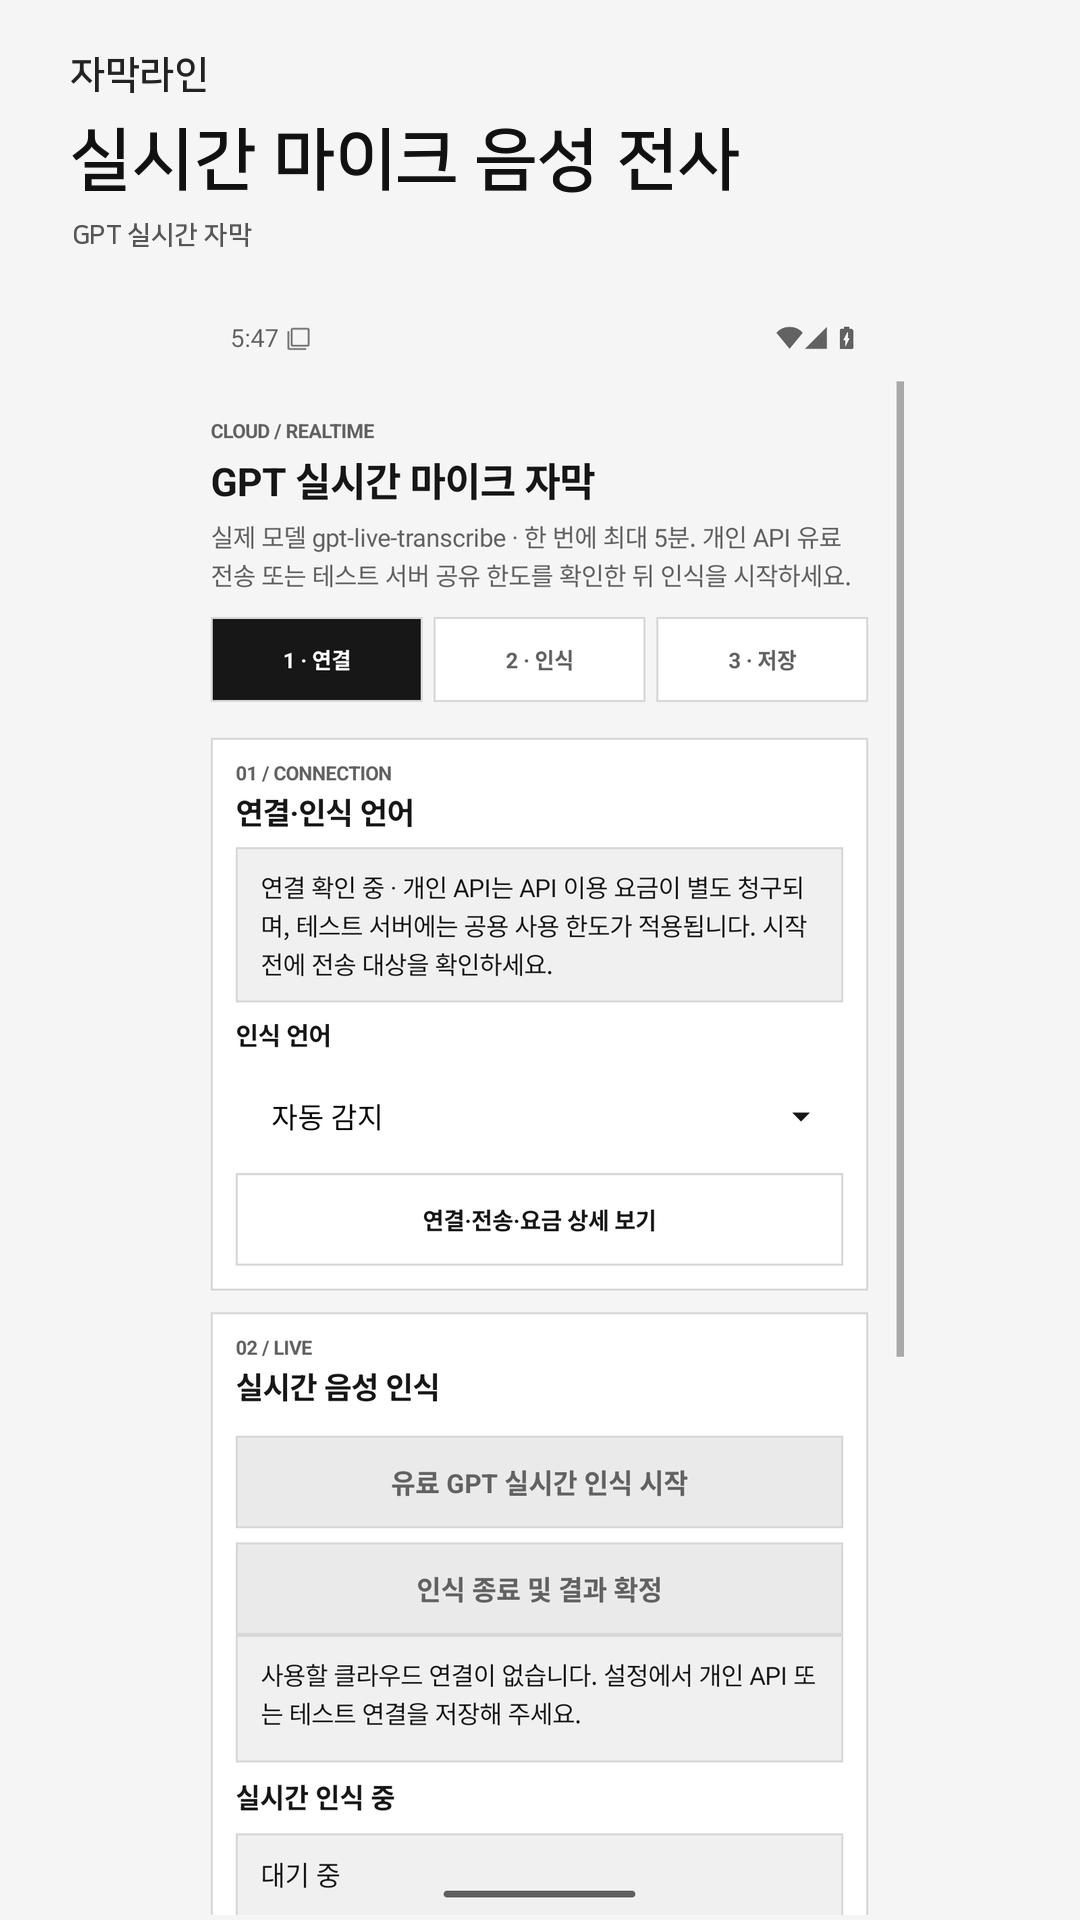 자막라인
실시간 마이크 음성 전사
GPT 실시간 자막
5:47
CLOUD / REALTIME
GPT 실시간 마이크 자막
실제 모델 gpt-live-transcribe · 한 번에 최대 5분. 개인 API 유료
전송 또는 테스트 서버 공유 한도를 확인한 뒤 인식을 시작하세요.
1 · 연결
2 · 인식
3 · 저장
01 / CONNECTION
연결·인식 언어
연결 확인 중 · 개인 API는 API 이용 요금이 별도 청구되
며, 테스트 서버에는 공용 사용 한도가 적용됩니다. 시작
전에 전송 대상을 확인하세요.
인식 언어
자동 감지
연결·전송·요금 상세 보기
02 / LIVE
실시간 음성 인식
유료 GPT 실시간 인식 시작
인식 종료 및 결과 확정
사용할 클라우드 연결이 없습니다. 설정에서 개인 API 또
는 테스트 연결을 저장해 주세요.
실시간 인식 중
대기 중